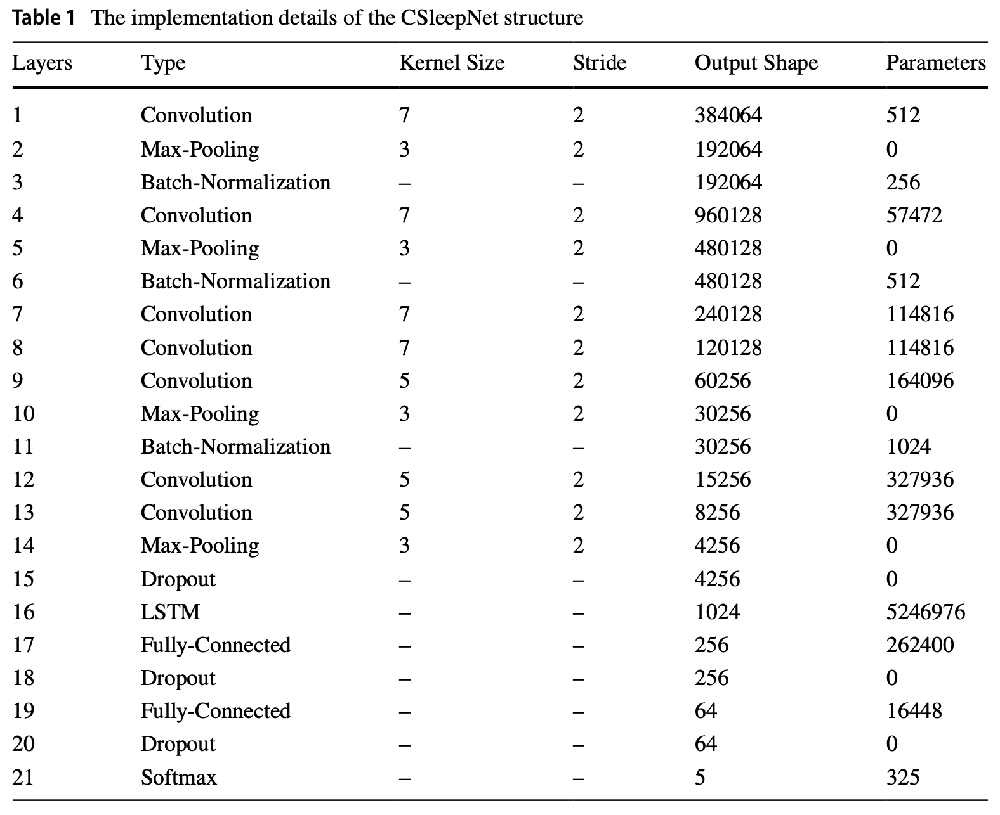 Table 1 The implementation details of the CSleepNet structure
Layers Type Kernel Size Stride Output Shape Parameters
1 Convolution 7 2 384064 512
2 Max-Pooling 3 2 192064 0
3 Batch-Normalization – – 192064 256
4 Convolution 7 2 960128 57472
5 Max-Pooling 3 2 480128 0
6 Batch-Normalization – – 480128 512
7 Convolution 7 2 240128 114816
8 Convolution 7 2 120128 114816
9 Convolution 5 2 60256 164096
10 Max-Pooling 3 2 30256 0
11 Batch-Normalization – – 30256 1024
12 Convolution 5 2 15256 327936
13 Convolution 5 2 8256 327936
14 Max-Pooling 3 2 4256 0
15 Dropout – – 4256 0
16 LSTM – – 1024 5246976
17 Fully-Connected – – 256 262400
18 Dropout – – 256 0
19 Fully-Connected – – 64 16448
20 Dropout – – 64 0
21 Softmax – – 5 325